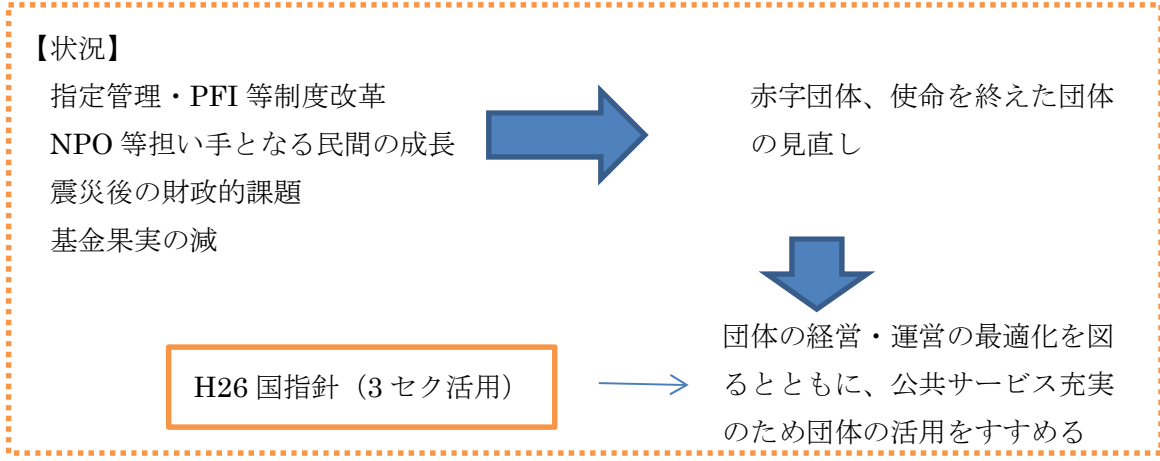 【状況】
指定管理・PFI 等制度改革
NPO 等担い手となる民間の成長
震災後の財政的課題
基金果実の減
赤字団体、使命を終えた団体
の見直し
H26 国指針（3 セク活用）
団体の経営・運営の最適化を図
るとともに、公共サービス充実
のため団体の活用をすすめる